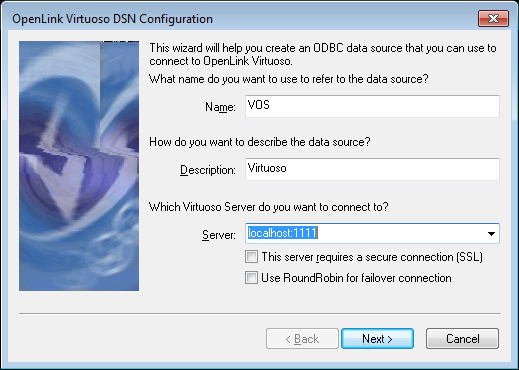 OpenLink Virtuoso DSN Configuration
This wizard will help you create an ODBC data source that you can use to
connect to OpenLink Virtuoso.
What name do you want to use to refer to the data source?
Name: VOS
How do you want to describe the data source?
Description: Virtuoso
Which Virtuoso Server do you want to connect to?
Server: localhost:1111
This server requires a secure connection (SSL)
Use RoundRobin for failover connection
< Back Next > Cancel